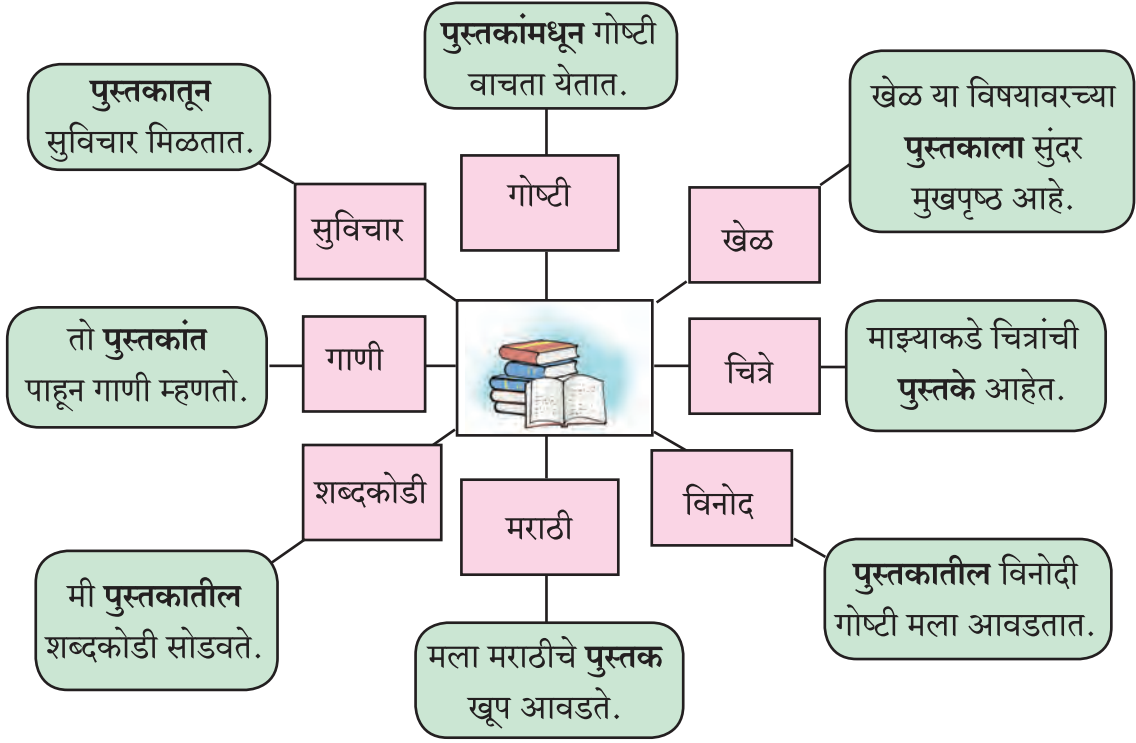 पुस्तकांमधून गोष्टी
वाचता येतात.
पुस्तकातून
सुविचार मिळतात.
खेळ या विषयावरच्या
पुस्तकाला सुंदर
मुखपृष्ठ आहे.
गोष्टी
सुविचार
खेळ
तो पुस्तकांत
पाहून गाणी म्हणतो.
गाणी
चित्रे
माझ्याकडे चित्रांची
पुस्तके आहेत.
शब्दकोडी
मराठी
विनोद
मी पुस्तकातील
शब्दकोडी सोडवते.
मला मराठीचे पुस्तक
खूप आवडते.
पुस्तकातील विनोदी
गोष्टी मला आवडतात.